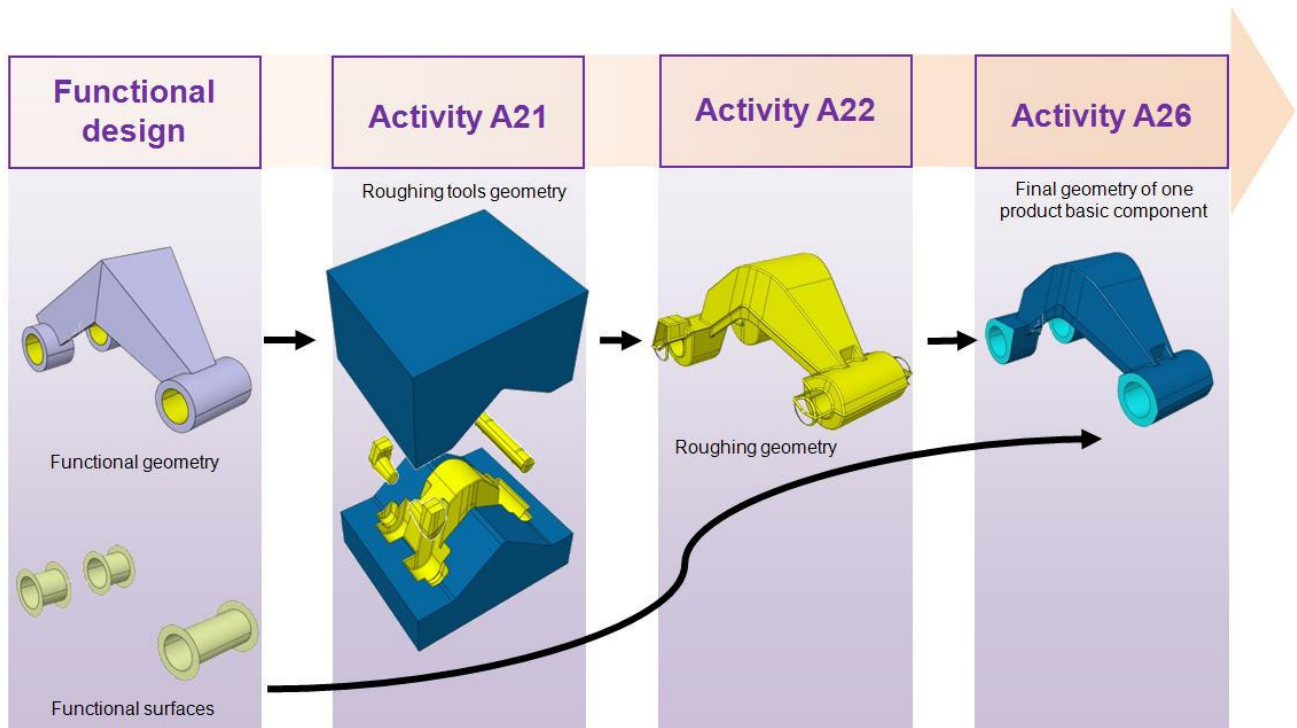 Functional
design
Activity A21
Activity A22
Activity A26
Roughing tools geometry
Final geometry of one
product basic component
Functional geometry
Roughing geometry
Functional surfaces